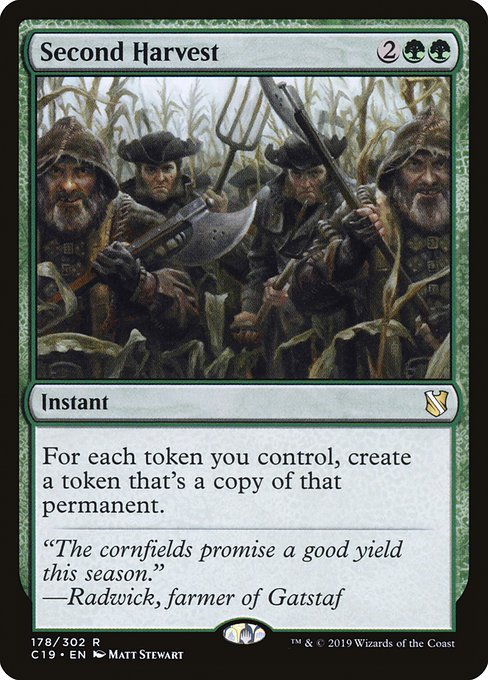 Second Harvest 2
Instant
For each token you control, create
a token that's a copy of that
permanent.
"The cornfields promise a good yield
this season."
—Radwick, farmer of Gatstaf
178/302 R
C19 • EN Matt Stewart
™ & © 2019 Wizards of the Coast